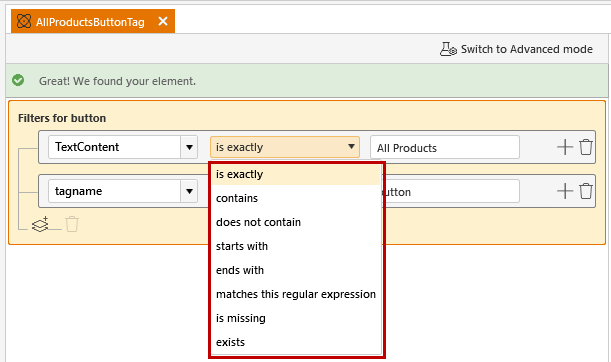 AllProductsButtonTag
Switch to Advanced mode
Great! We found your element.
Filters for button
TextContent is exactly All Products
is exactly
tagname utton
contains
does not contain
starts with
ends with
matches this regular expression
is missing
exists